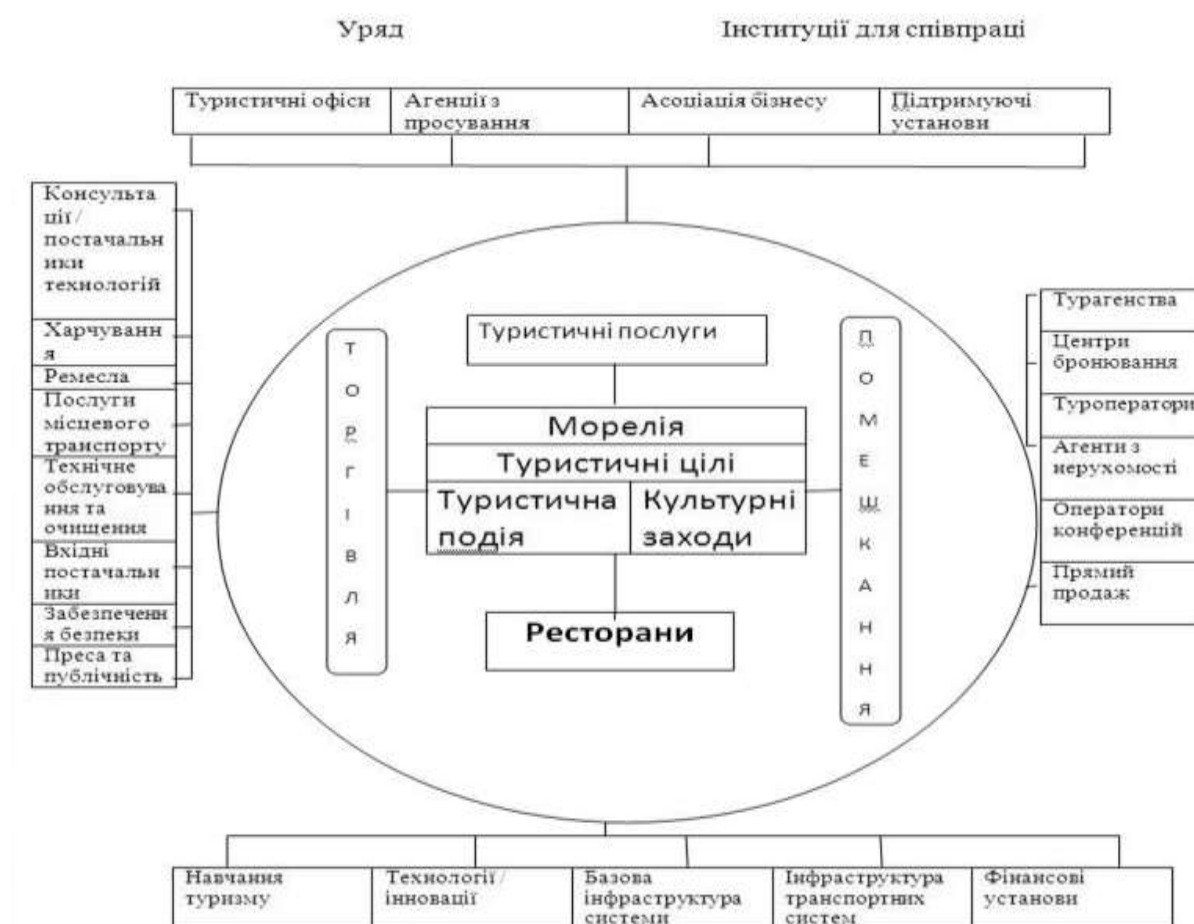 Уряд
Інституції для співпраці
Туристичні офіси
Агенції з
просування
Асоціація бізнесу
Підтримуючі
установи
Консульта
ції /
постачальн
ики
технологій
Харчуванн
я
Ремесла
Послуги
місцевого
транспорту
Технічне
обслуговув
ання та
очищення
Вхідні
постачальн
ики
Забезпеченн
я безпеки
Преса та
публічність
Т
О
Р
Г
І
В
Л
Я
Туристичні послуги
Морелія
Туристичні цілі
Туристична
подія
Культурні
заходи
Ресторани
П
О
М
Е
Ш
К
А
Н
Н
Я
Турагенства
Центри
бронювання
Туроператори
Агенти з
нерухомості
Оператори
конференцій
Прямий
продаж
Навчання
туризму
Технології /
інновації
Базова
інфраструктура
системи
Інфраструктура
транспортних
систем
Фінансові
установи